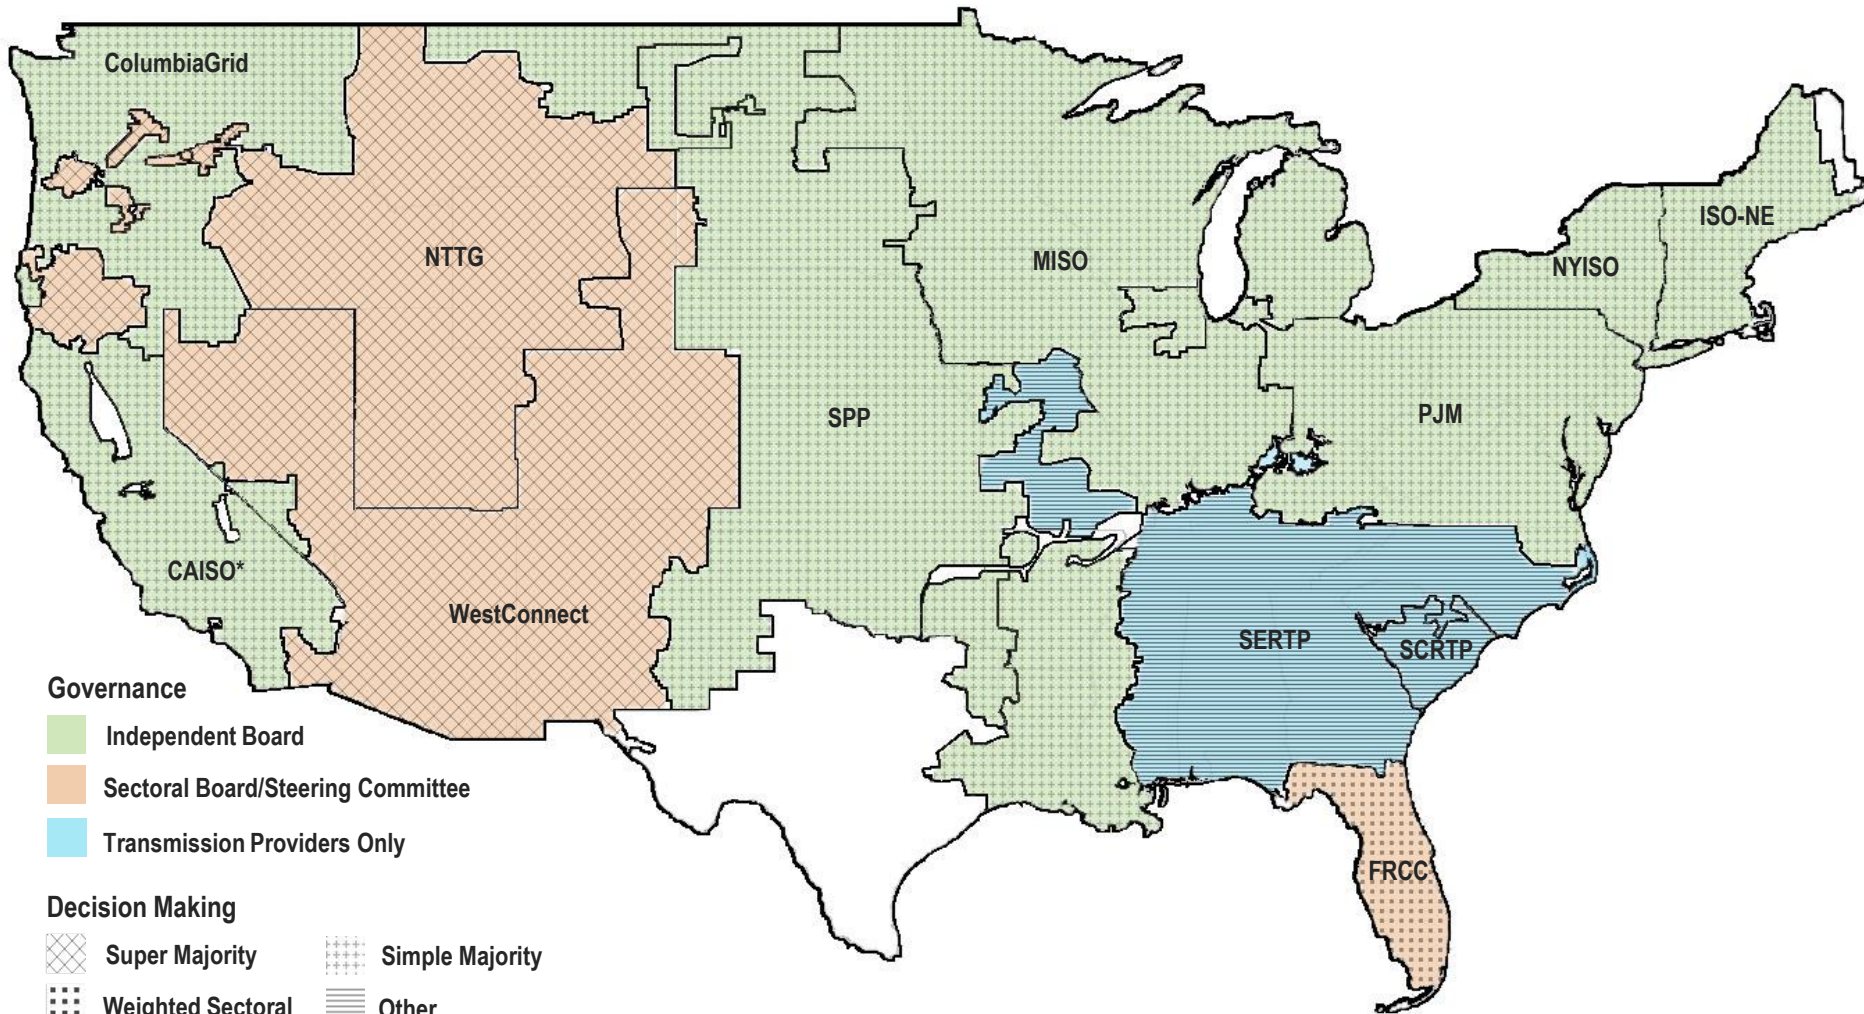 ColumbiaGrid
NTTG
MISO
ISO-NE
NYISO
SPP
PJM
CAISO*
WestConnect
SERTP
SCRTP
FRCC
Governance
Independent Board
Sectoral Board/Steering Committee
Transmission Providers Only
Decision Making
Super Majority
Simple Majority
Weighted Sectoral
Other